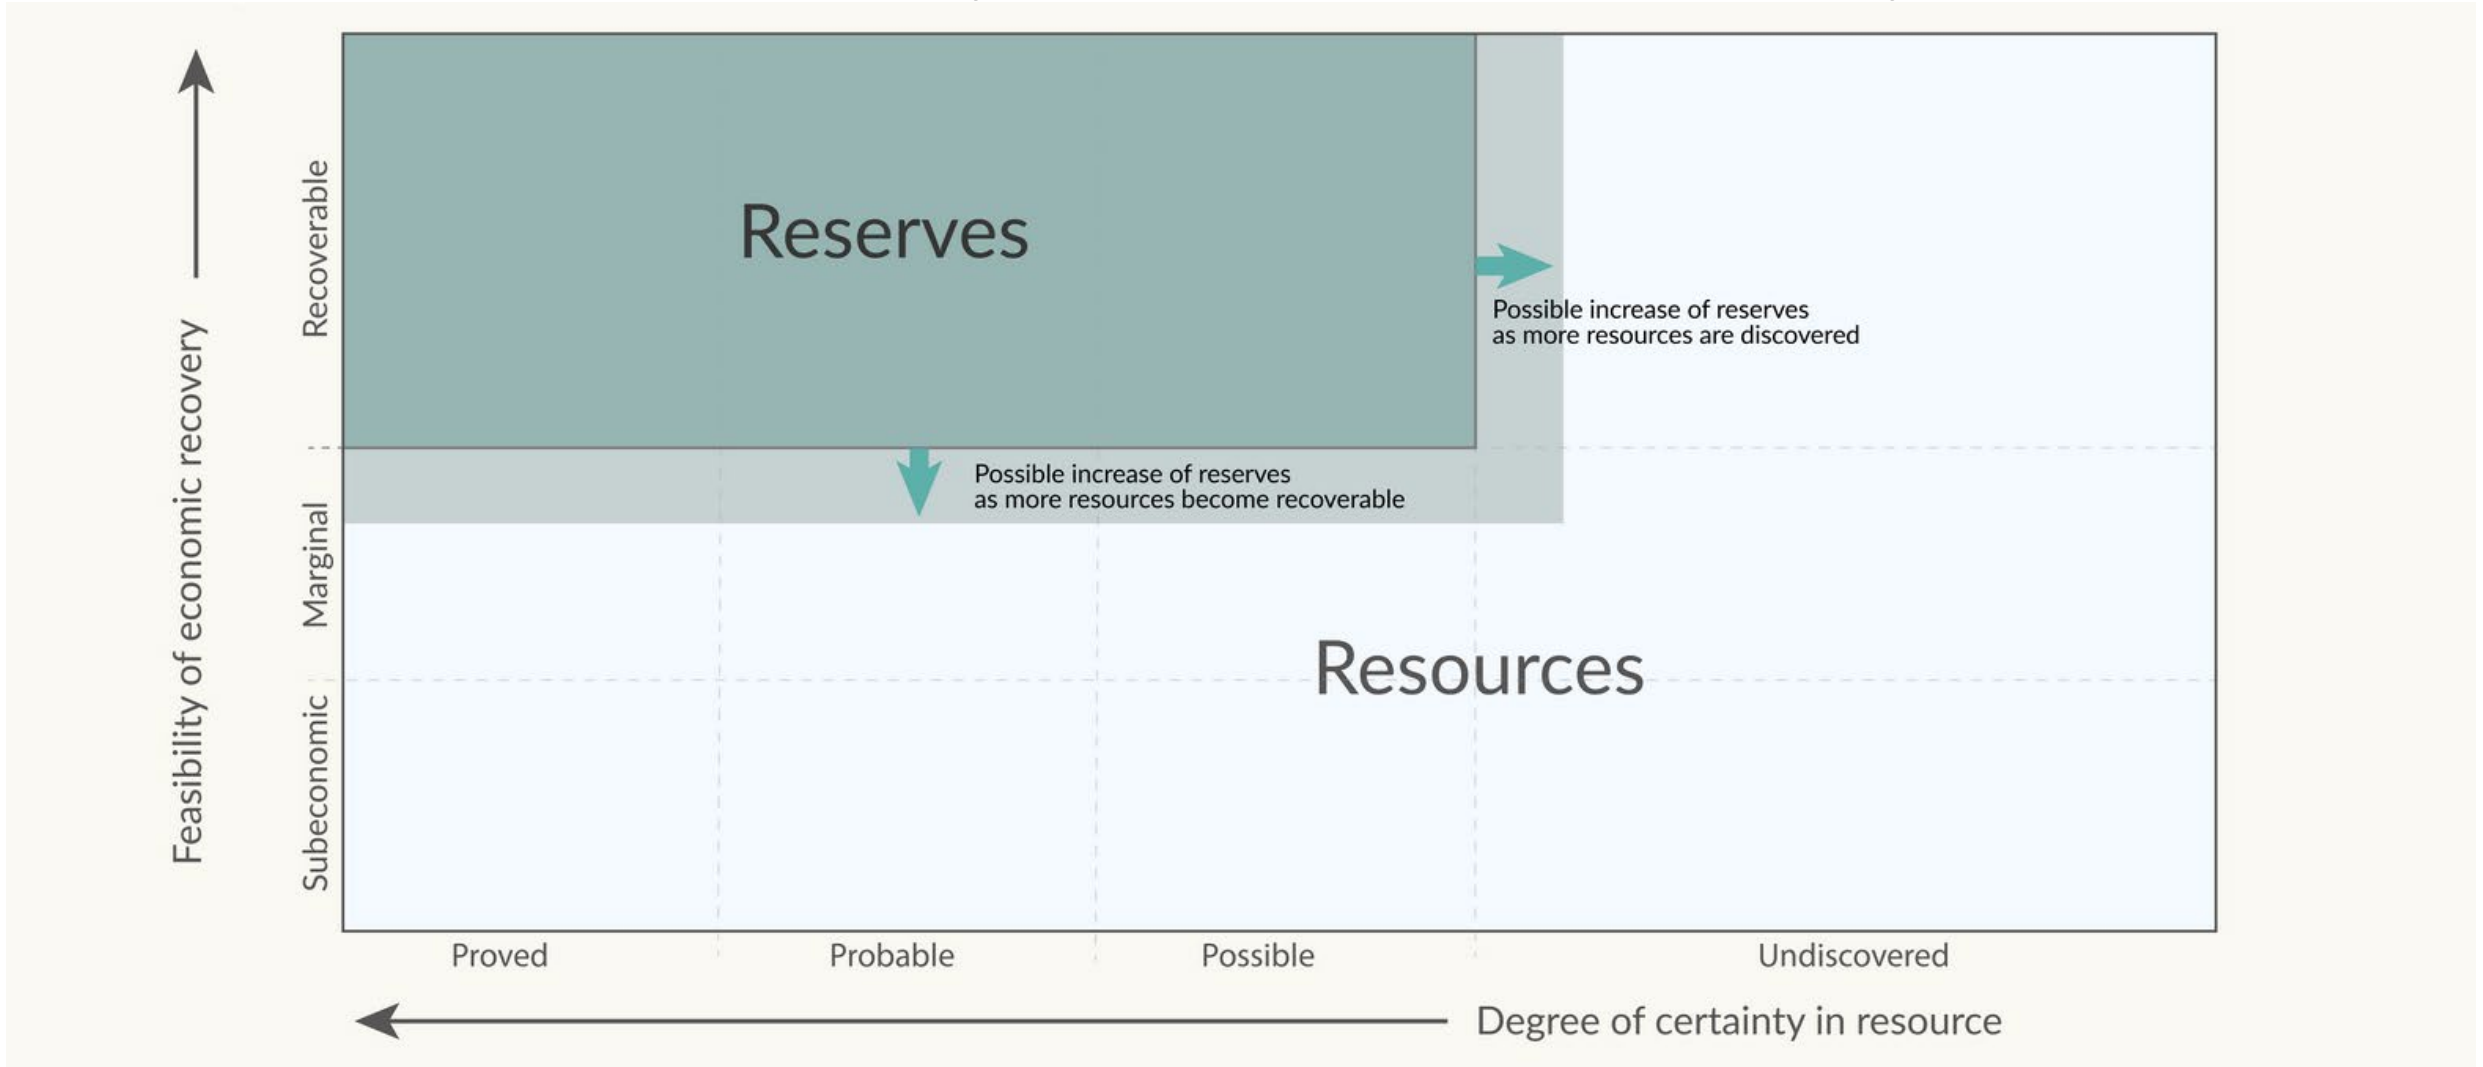 Feasibility of economic recovery
Recoverable
Marginal
Subeconomic
Reserves
Possible increase of reserves
as more resources are discovered
Possible increase of reserves
as more resources become recoverable
Resources
Proved
Probable
Possible
Undiscovered
Degree of certainty in resource